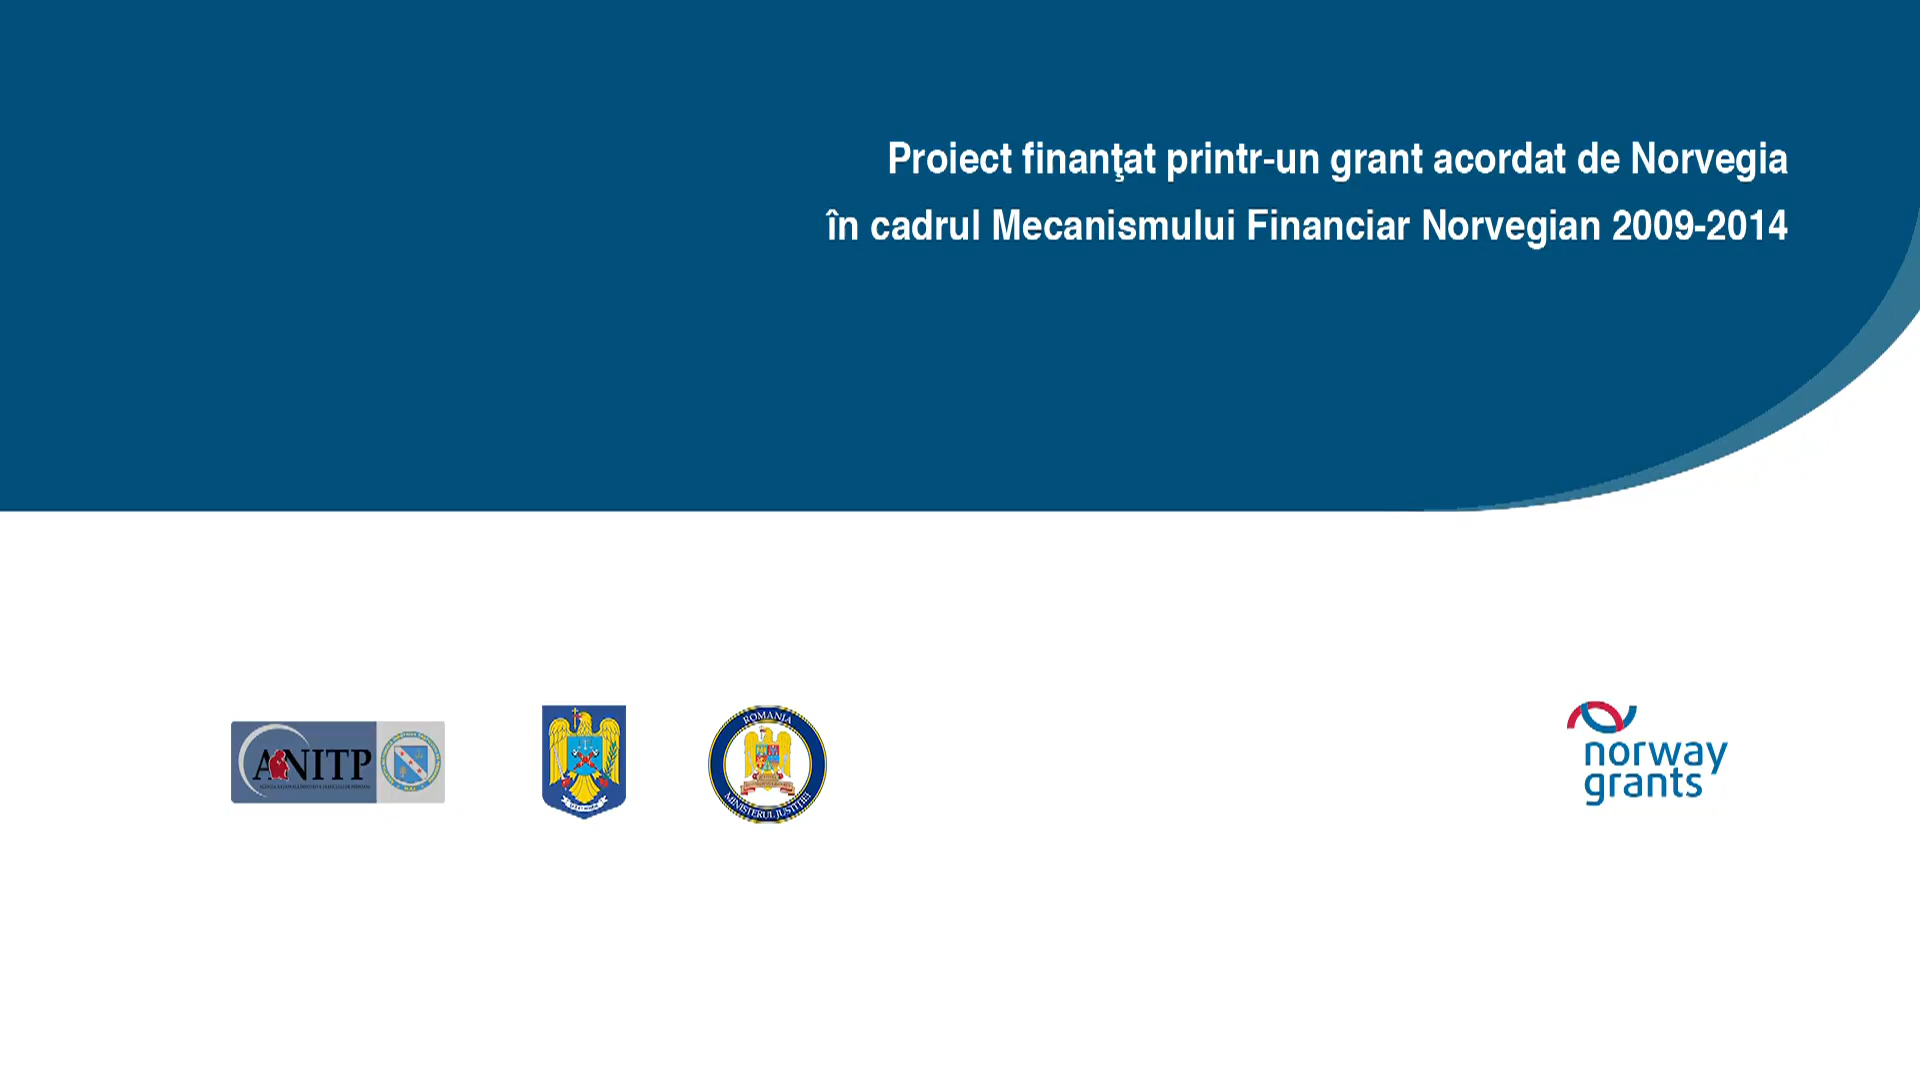 Proiect finanţat printr-un grant acordat de Norvegia
în cadrul Mecanismului Financiar Norvegian 2009-2014
ANITP
ROMANIA
MINISTERUL JUSTIŢIEI
norway
grants